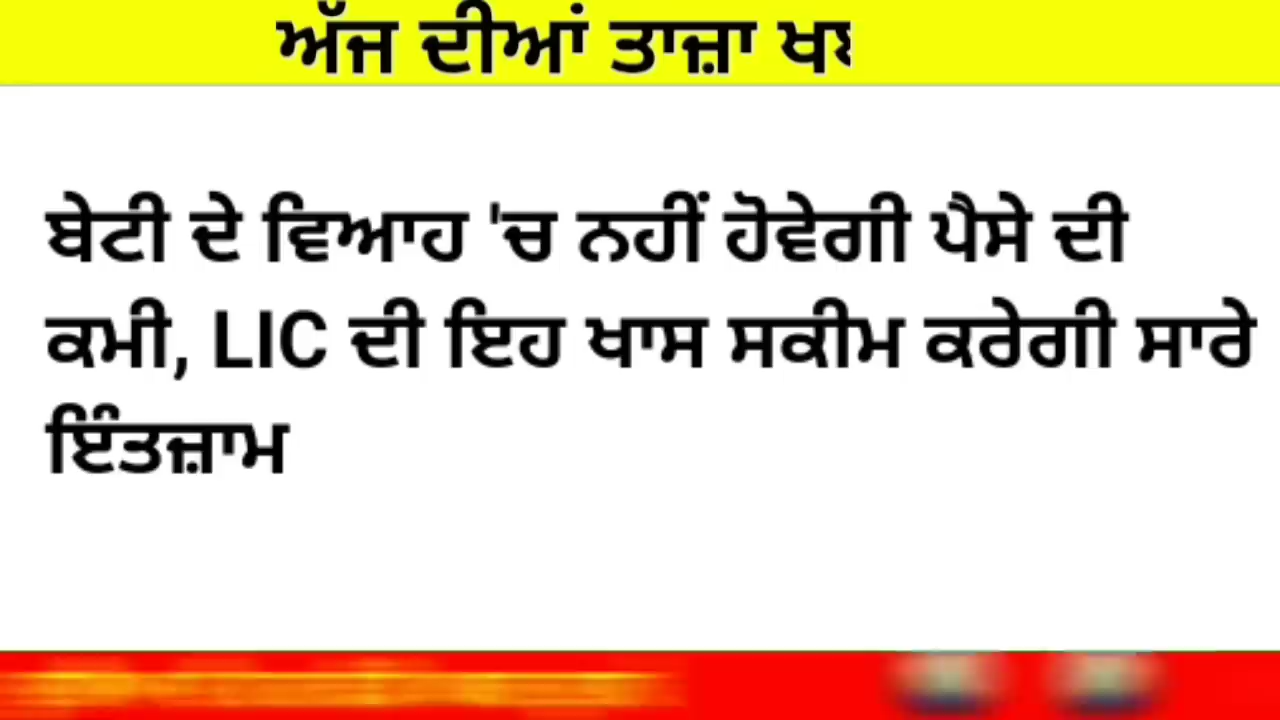 ਅੱਜ ਦੀਆਂ ਤਾਜ਼ਾ
ਬੇਟੀ ਦੇ ਵਿਆਹ 'ਚ ਨਹੀਂ ਹੋਵੇਗੀ ਪੈਸੇ ਦੀ
ਕਮੀ, LIC ਦੀ ਇਹ ਖਾਸ ਸਕੀਮ ਕਰੇਗੀ ਸਾਰੇ
ਇੰਤਜ਼ਾਮ